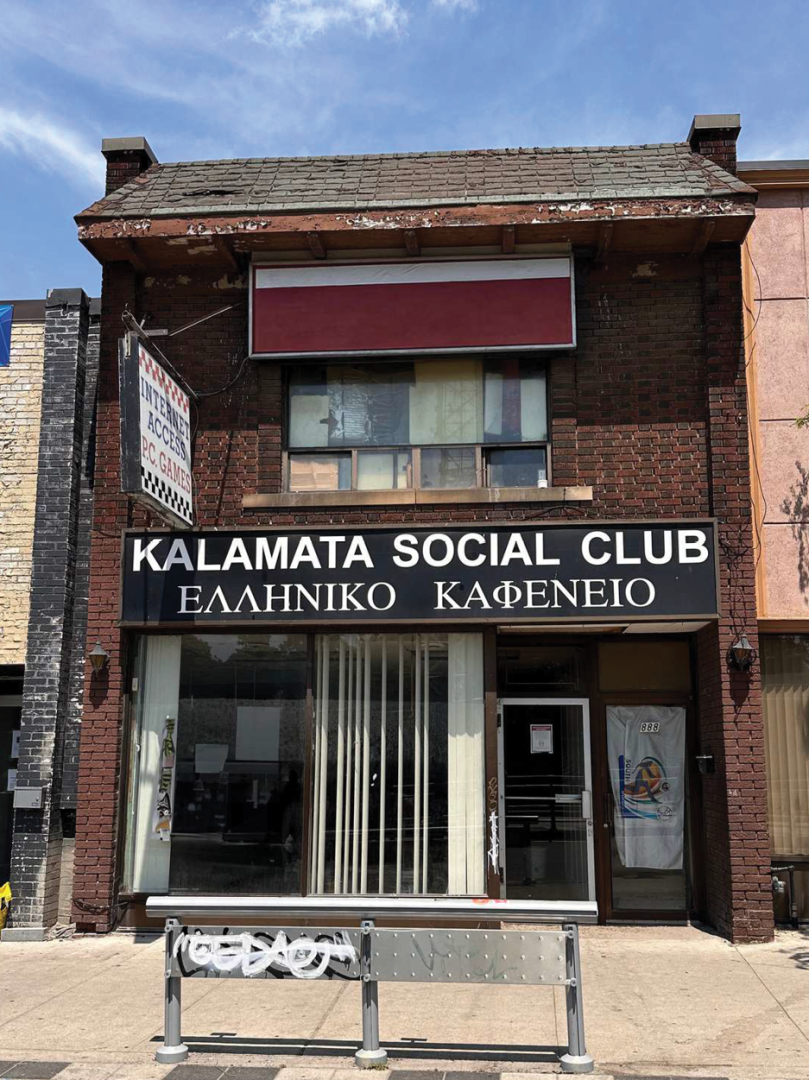 INTERNET
ACCESS
P.C. GAMES
KALAMATA SOCIAL CLUB
ΕΛΛΗΝΙΚΟ ΚΑΦΕΝΕΙΟ
888